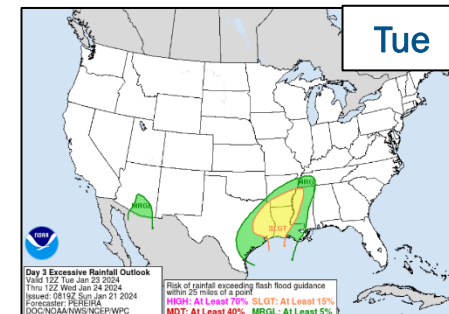 Tue
MRGL
MRGL
SLGT
NOAA
Day 3 Excessive Rainfall Outlook
Valid 12Z Tue Jan 23 2024
Thru 12Z Wed Jan 24 2024
Issued: 0819Z Sun Jan 21 2024
Forecaster: PEREIRA
DOC/NOAA/NWS/NCEP/WPC
Risk of rainfall exceeding flash flood guidance
within 25 miles of a point
HIGH: At Least 70% SLGT: At Least 15%
MDT: At Least 40% MRGL: At Least 5%